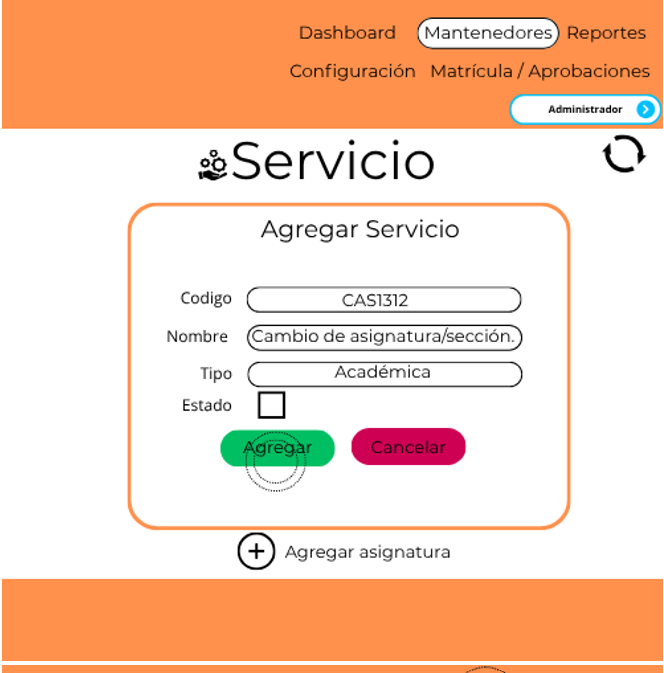 Dashboard Mantenedores Reportes
Configuración Matrícula / Aprobaciones
Administrador
Servicio
Agregar Servicio
Codigo CAS1312
Nombre Cambio de asignatura/sección.
Tipo Académica
Estado
Agregar Cancelar
Agregar asignatura